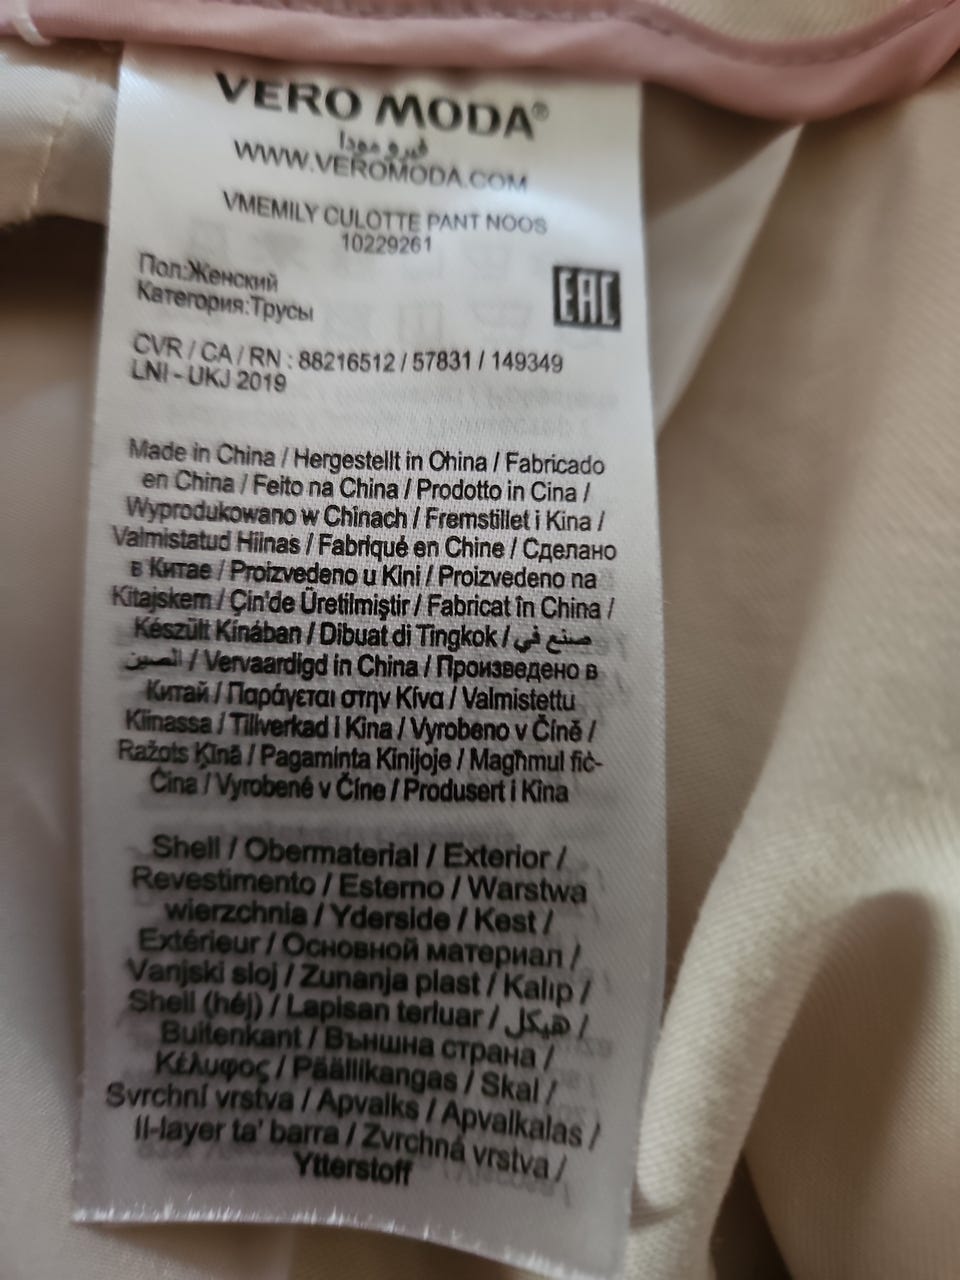 VERO MODA®
ڤيرو مودا
WWW.VEROMODA.COM
VMEMILY CULOTTE PANT NOOS
10229261
Пол:Женский
Категория:Трусы
EAC
CVR / CA / RN : 88216512 / 57831 / 149349
LNI - UKJ 2019
Made in China / Hergestellt in China / Fabricado
en China / Feito na China / Prodotto in Cina /
Wyprodukowano w Chinach / Fremstillet i Kina /
Valmistatud Hiinas / Fabriqué en Chine / Сделано
в Китае / Proizvedeno u Kini / Proizvedeno na
Kitajskem / Çin'de Üretilmiştir / Fabricat în China /
Készült Kínában / Dibuat di Tingkok / صنع في
الصين / Vervaardigd in China / Произведено в
Китай / Παράγεται στην Κίνα / Valmistettu
Kiinassa / Tillverkad i Kina / Vyrobeno v Číně /
Ražots Ķīnā / Pagaminta Kinijoje / Magħmul fiċ-
Ċina / Vyrobené v Číne / Produsert i Kina
Shell / Obermaterial / Exterior /
Revestimento / Esterno / Warstwa
wierzchnia / Yderside / Kest /
Extérieur / Основной материал /
Vanjski sloj / Zunanja plast / Kalıp /
Shell (héj) / Lapisan terluar / هيكل /
Buitenkant / Външна страна /
Κέλυφος / Päällikangas / Skal /
Svrchní vrstva / Apvalks / Apvalkalas /
Il-layer ta' barra / Zvrchná vrstva /
Ytterstoff